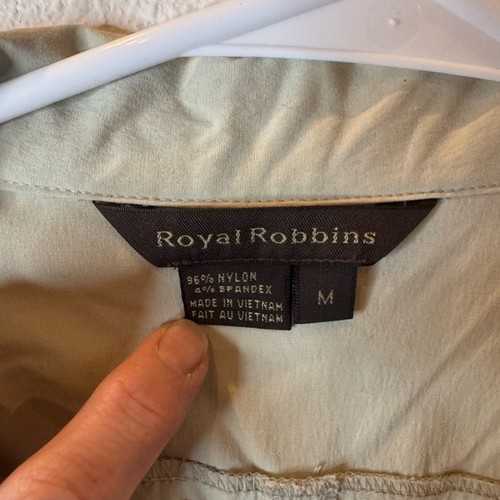 Royal Robbins
96% NYLON
4% SPANDEX
MADE IN VIETNAM
FAIT AU VIETNAM
M